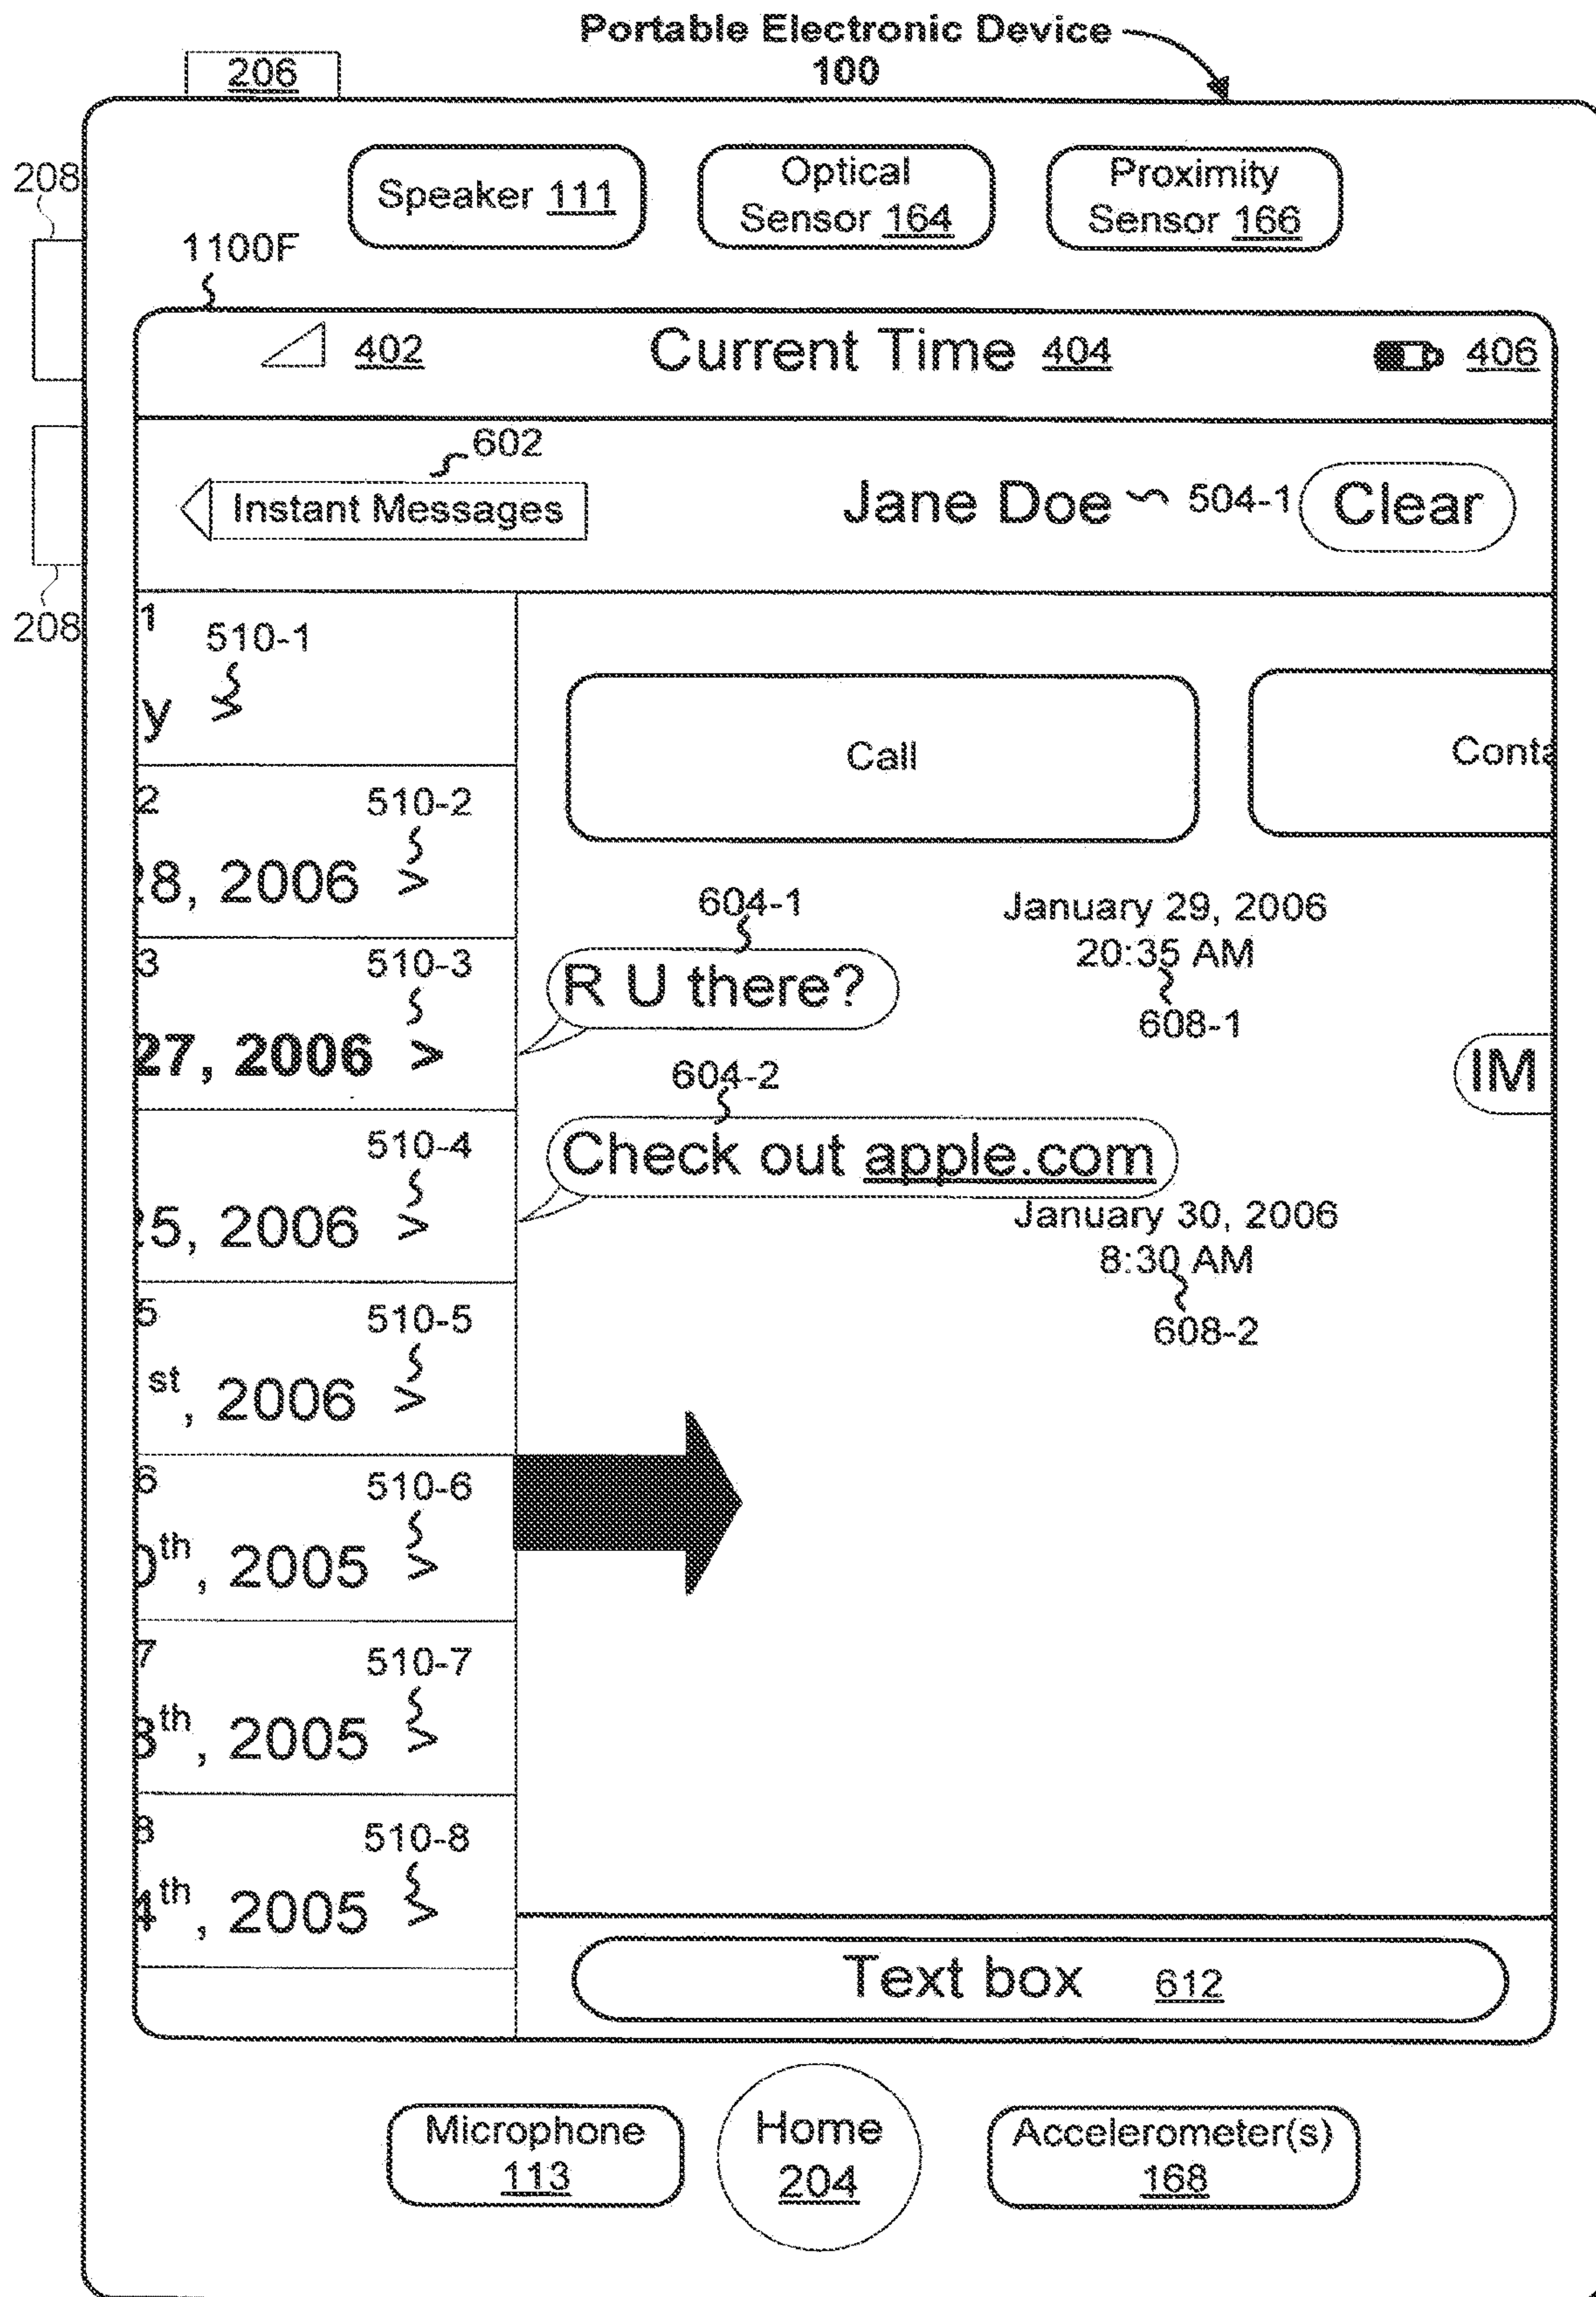 Portable Electronic Device
100
206
208
Speaker 111
Optical
Sensor 164
Proximity
Sensor 166
1100F
402
Current Time 404
406
602
Instant Messages
Jane Doe
504-1
Clear
208
1
510-1
y
Call
Conta
2
510-2
28, 2006 >
604-1
January 29, 2006
20:35 AM
608-1
3
510-3
R U there?
27, 2006 >
604-2
IM
510-4
Check out apple.com
25, 2006 >
January 30, 2006
8:30 AM
608-2
5
510-5
st, 2006 >
6
510-6
0th, 2005 >
7
510-7
8th, 2005 >
8
510-8
4th, 2005 >
Text box 612
Microphone
113
Home
204
Accelerometer(s)
168